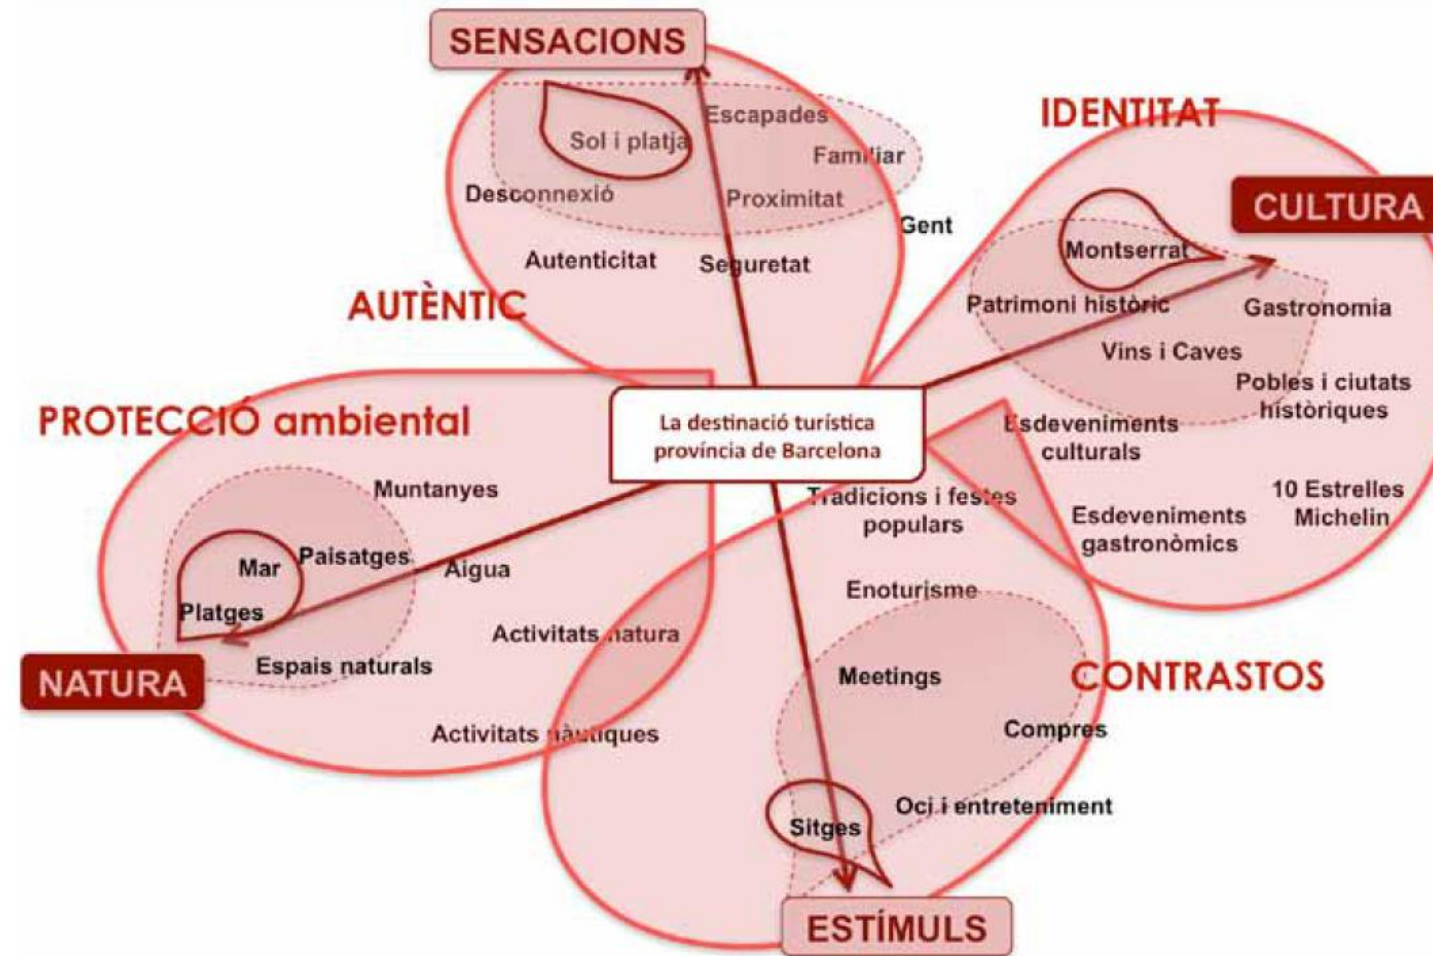 SENSACIONS
Escapades
Sol i platja
Familiar
Desconnexió
Proximitat
Gent
Autenticitat
Seguretat
AUTÈNTIC
IDENTITAT
CULTURA
Montserrat
Patrimoni històric
Gastronomia
Vins i Caves
Pobles i ciutats
històriques
Esdeveniments
culturals
10 Estrelles
Michelin
Esdeveniments
gastronòmics
La destinació turística
província de Barcelona
PROTECCIÓ ambiental
Muntanyes
Mar
Paisatges
Aigua
Platges
Activitats natura
Espais naturals
NATURA
Activitats nàutiques
Tradicions i festes
populars
Enoturisme
Meetings
CONTRASTOS
Compres
Oci i entreteniment
Sitges
ESTÍMULS